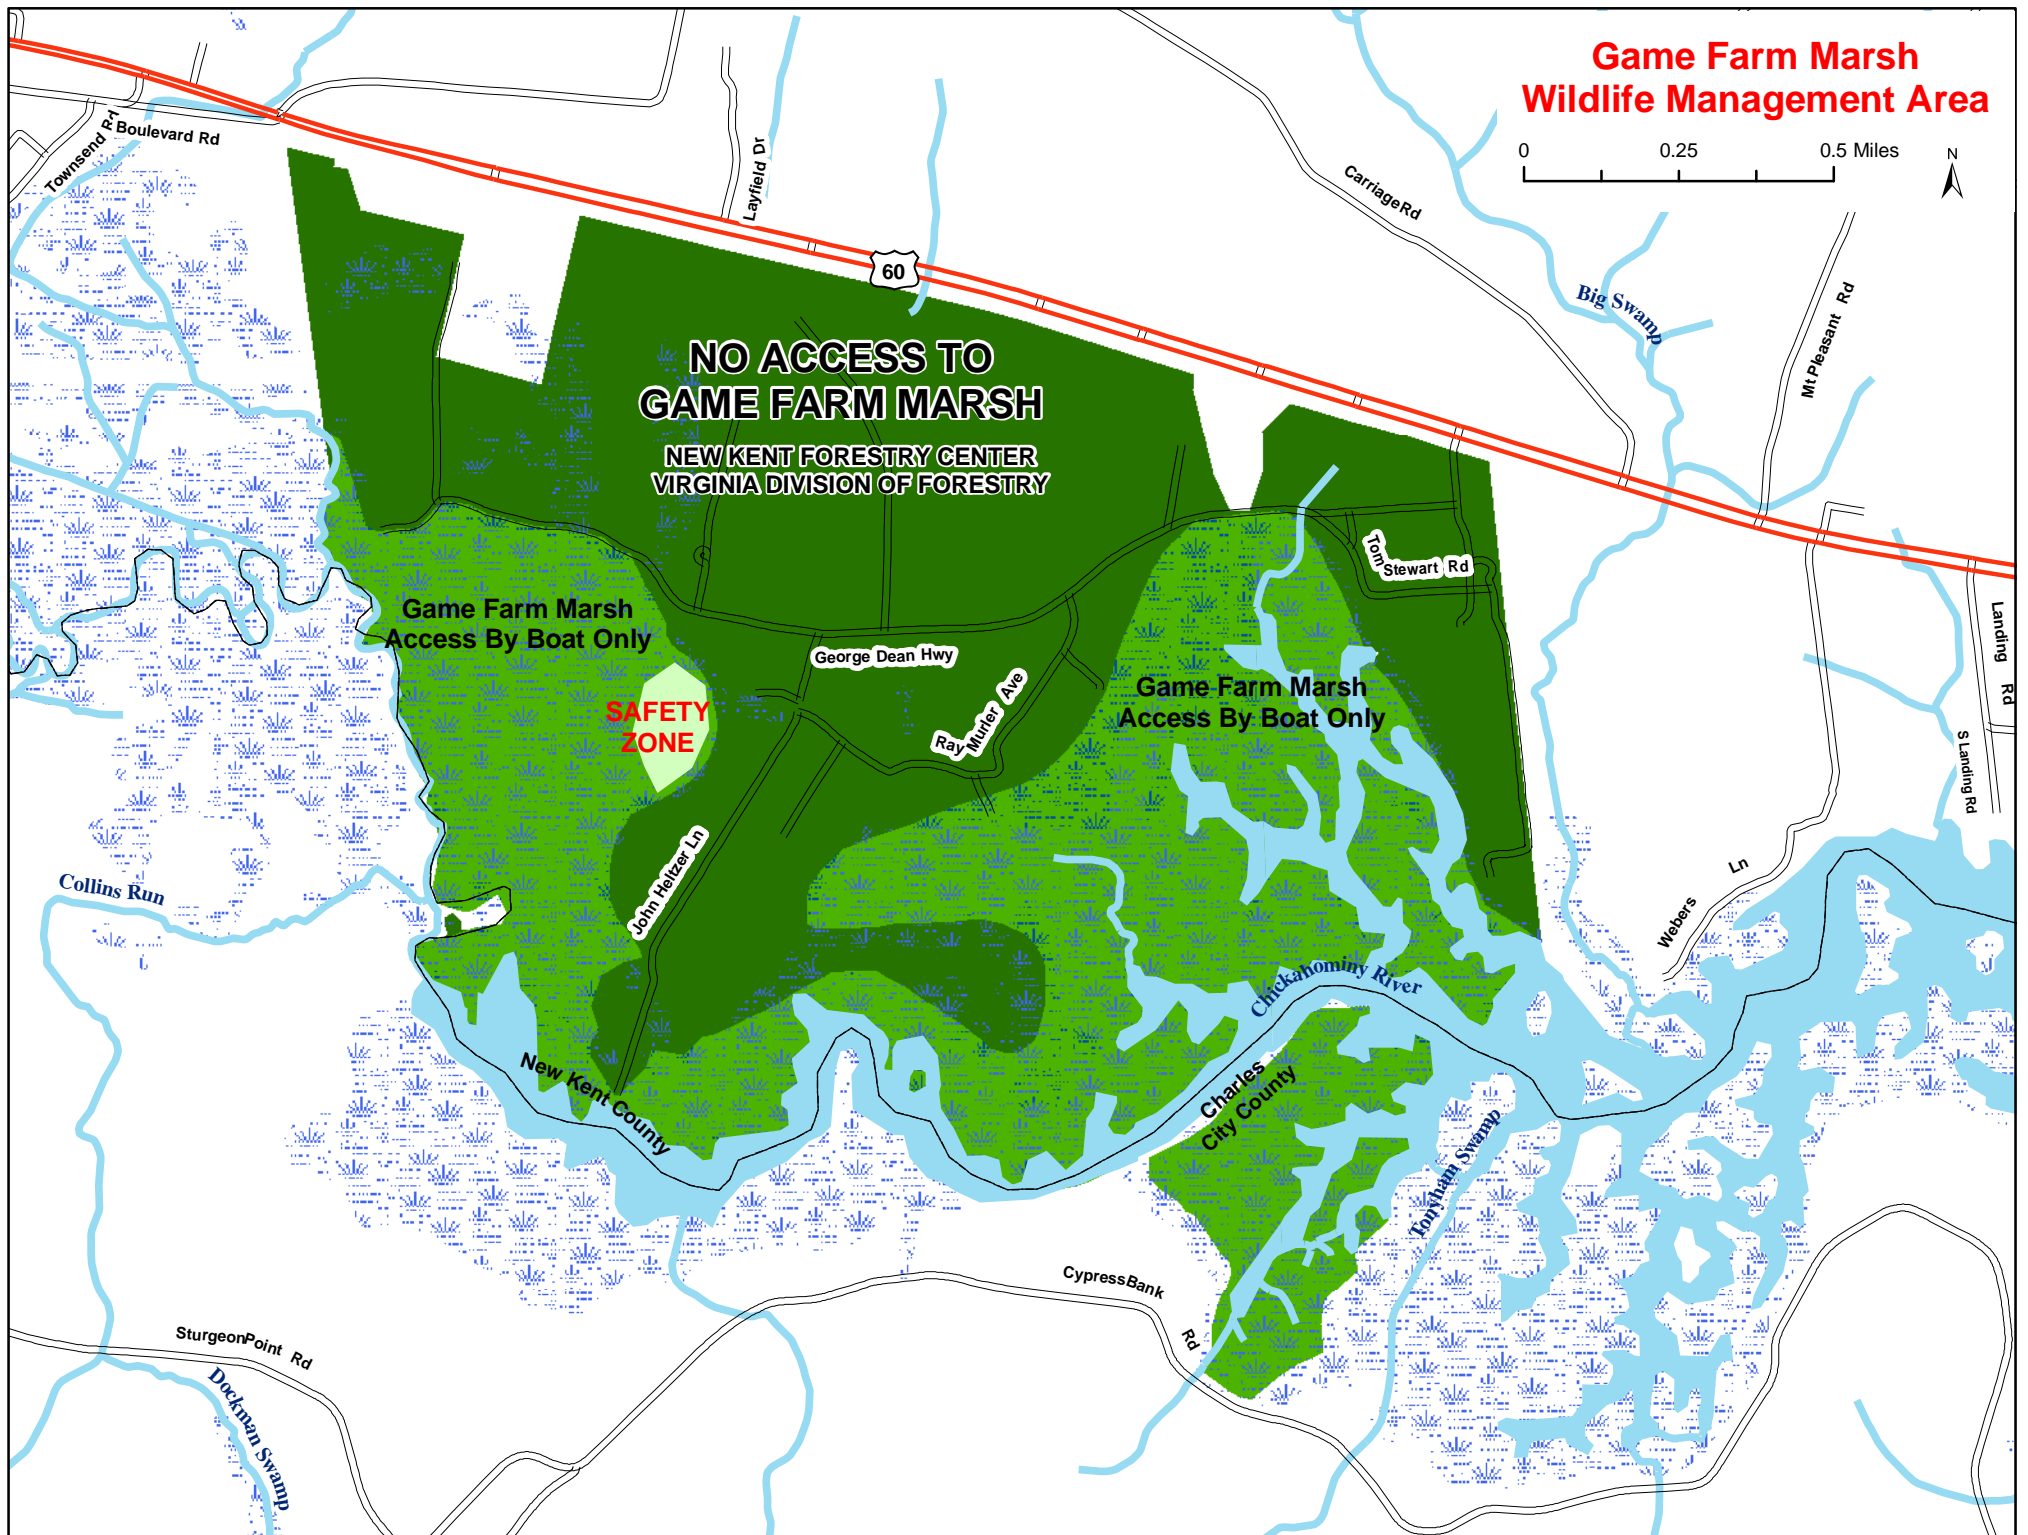 Game Farm Marsh
Wildlife Management Area
0 0.25 0.5 Miles
N
Townsend Rd
Boulevard Rd
Layfield Dr
Carriage Rd
60
Big Swamp
Mt Pleasant Rd
NO ACCESS TO
GAME FARM MARSH
NEW KENT FORESTRY CENTER
VIRGINIA DIVISION OF FORESTRY
Tom Stewart Rd
Game Farm Marsh
Access By Boat Only
George Dean Hwy
Landing Rd
Game Farm Marsh
Access By Boat Only
SAFETY
ZONE
Ray Murler Ave
S Landing Rd
John Heltzer Ln
Collins Run
Webers Ln
Chickahominy River
New Kent County
Charles
City County
Tonyham Swamp
Cypress Bank Rd
Sturgeon Point Rd
Dockman Swamp